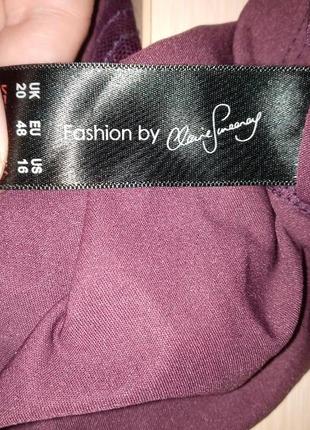 Fashion by Claire Sweeney
UK EU US
20 48 16